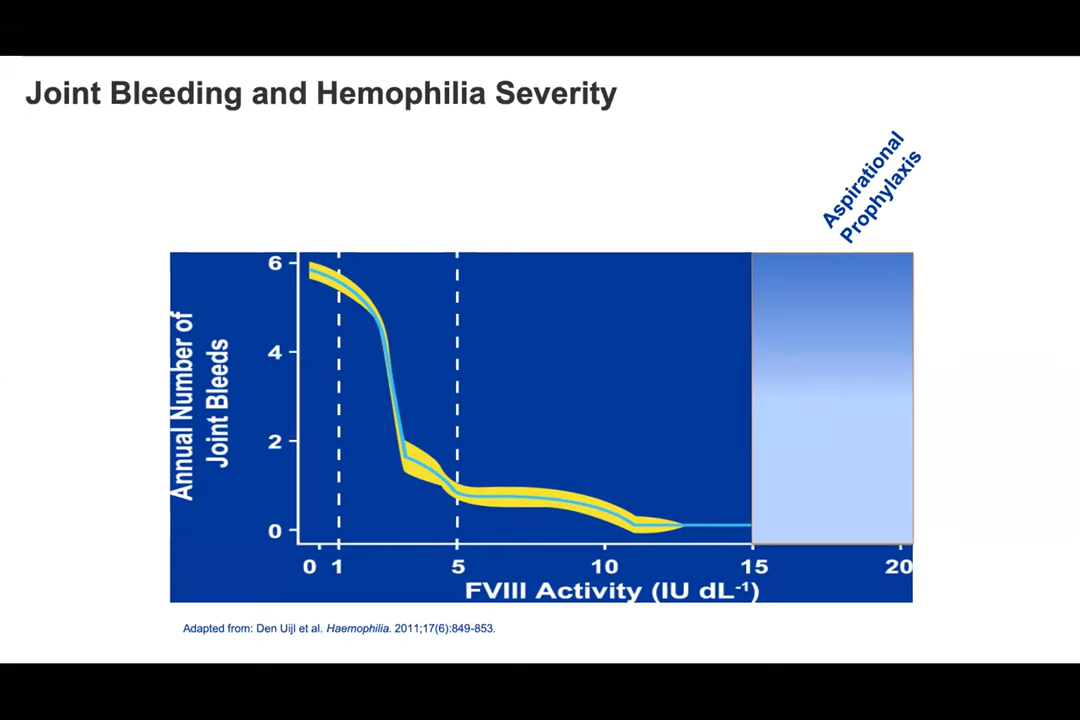 Joint Bleeding and Hemophilia Severity
Aspirational
Prophylaxis
Annual Number of
Joint Bleeds
6
4
2
0
0 1 5 10 15 20
FVIII Activity (IU dL⁻¹)
Adapted from: Den Uijl et al. Haemophilia. 2011;17(6):849-853.